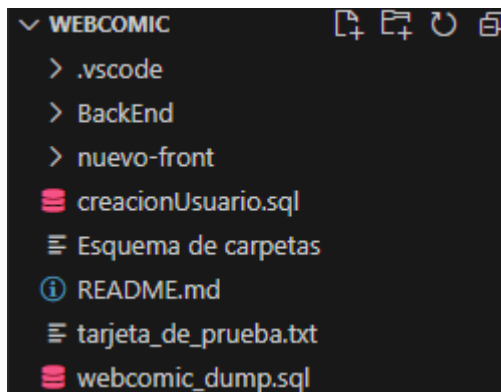 WEBCOMIC
.vscode
BackEnd
nuevo-front
creacionUsuario.sql
Esquema de carpetas
README.md
tarjeta_de_prueba.txt
webcomic_dump.sql